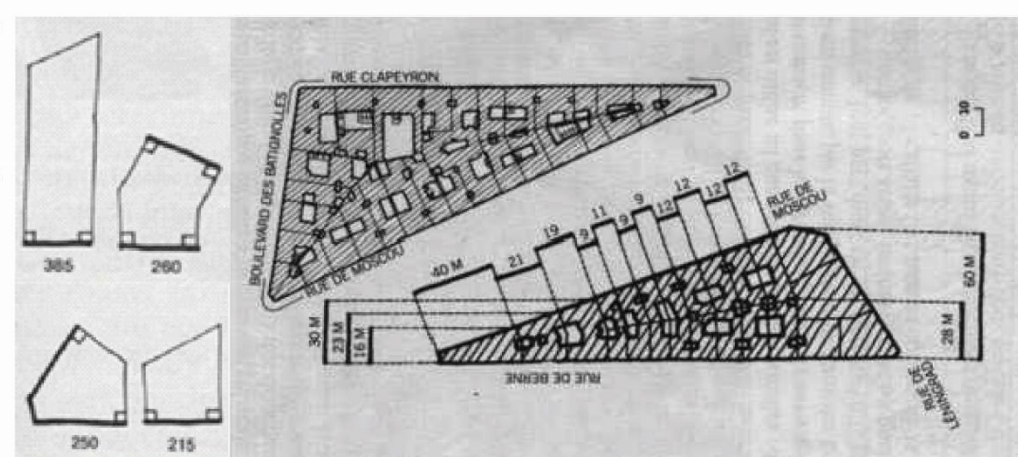 385
260
250
215
RUE CLAPEYRON
BOULEVARD DES BATIGNOLLES
RUE DE MOSCOU
0 10
40 M
21
19
9
11
9
9
12
12
12
12
RUE DE
MOSCOU
30 M
23 M
16 M
60 M
28 M
RUE DE BERNE
RUE DE
LENINGRAD